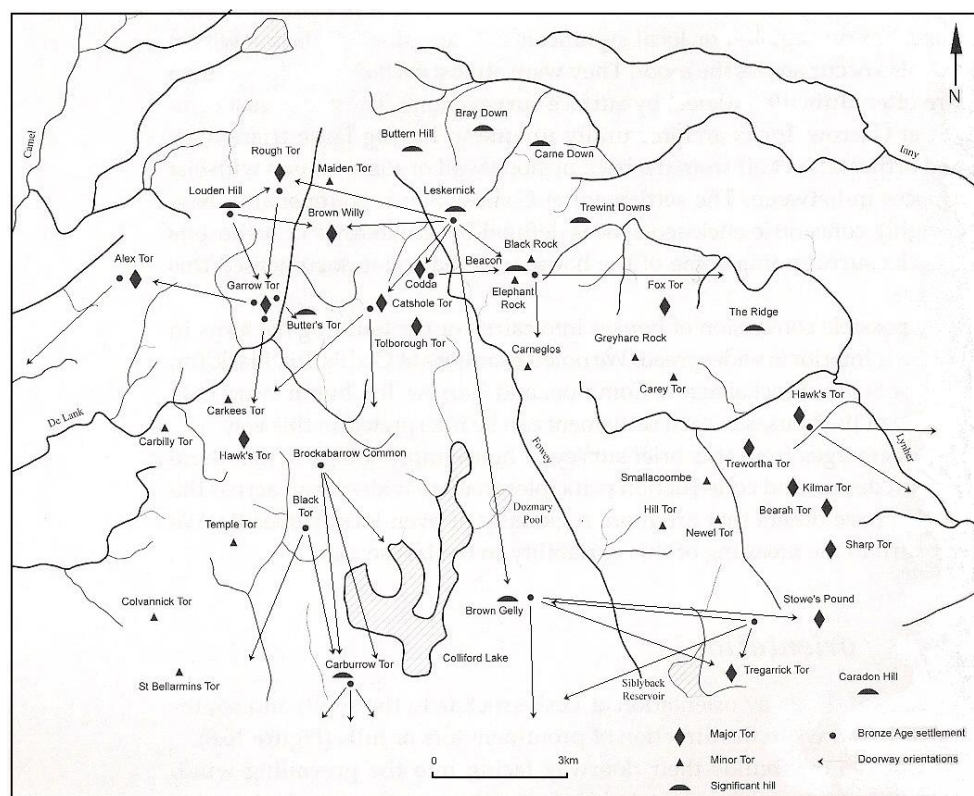 N
Bray Down
Buttern Hill
Carne Down
Inny
Camel
Rough Tor
Maiden Tor
Louden Hill
Leskernick
Brown Willy
Trewint Downs
Black Rock
Beacon
Alex Tor
Codda
Elephant Rock
Fox Tor
Garrow Tor
Catshole Tor
The Ridge
Butter's Tor
Tolborough Tor
Greyhare Rock
Carneglos
Carey Tor
Carkees Tor
Hawk's Tor
De Lank
Carbilly Tor
Hawk's Tor
Fowey
Lynher
Brockabarrow Common
Trewortha Tor
Smallacoombe
Kilmar Tor
Black Tor
Dozmary Pool
Hill Tor
Bearah Tor
Temple Tor
Newel Tor
Sharp Tor
Colvannick Tor
Brown Gelly
Stowe's Pound
Colliford Lake
St Bellarmins Tor
Carburrow Tor
Siblyback Reservoir
Tregarrick Tor
Caradon Hill
Major Tor
Bronze Age settlement
0 3km
Minor Tor
Doorway orientations
Significant hill